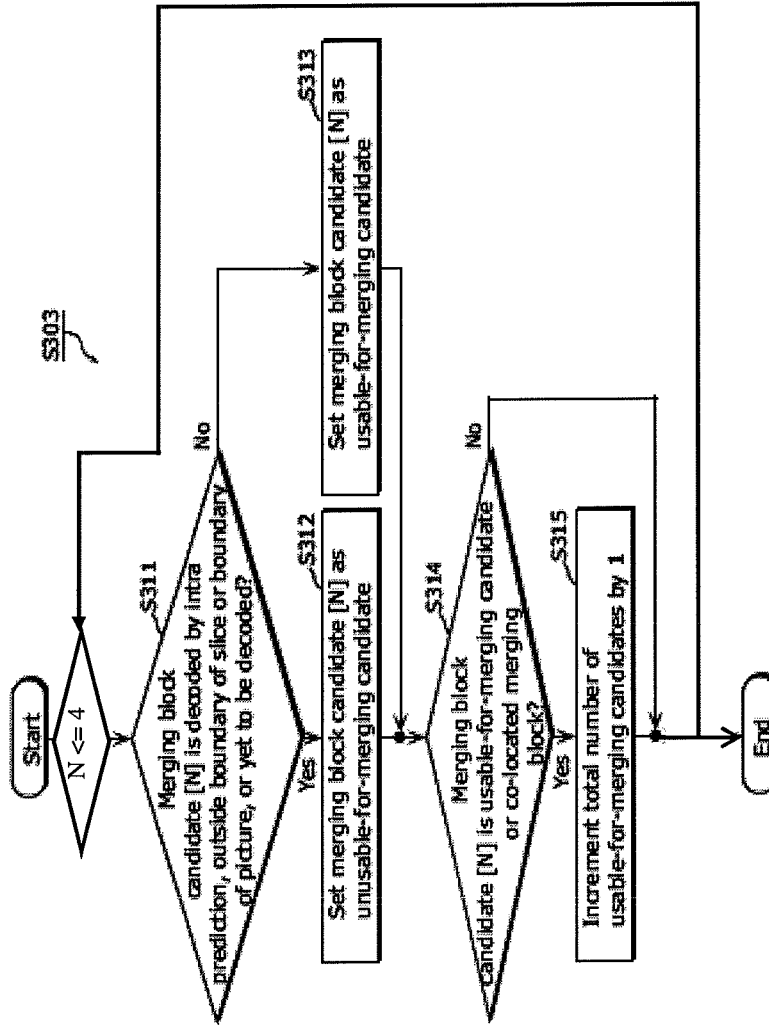 S303
Start
N <= 4
S311
Merging block
candidate [N] is decoded by intra
prediction, outside boundary of slice or boundary
of picture, or yet to be decoded?
No
Yes
S312
Set merging block candidate [N] as
unusable-for-merging candidate
S313
Set merging block candidate [N] as
usable-for-merging candidate
S314
Merging block
candidate [N] is usable-for-merging candidate
or co-located merging
block?
No
Yes
S315
Increment total number of
usable-for-merging candidates by 1
End